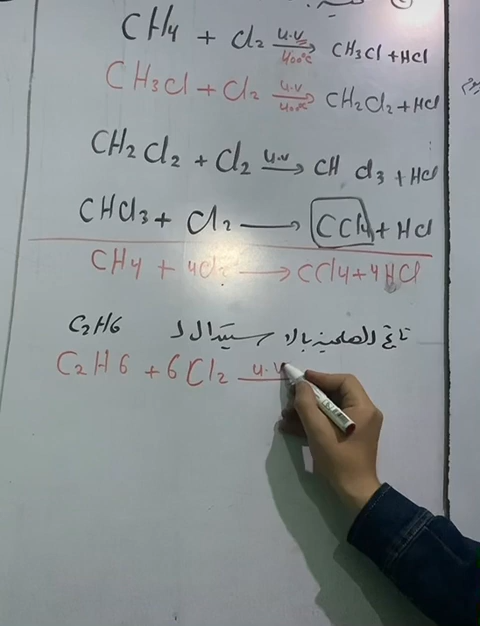 CH4 + Cl2 u.v 400°C → CH3Cl + HCl
CH3Cl + Cl2 u.v 400°C → CH2Cl2 + HCl
CH2Cl2 + Cl2 u.v → CHCl3 + HCl
CHCl3 + Cl2 → CCl4 + HCl
CH4 + 4Cl2 → CCl4 + 4HCl
C2H6
C2H6 + 6Cl2 u.v